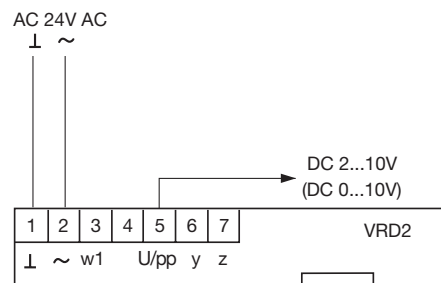 AC 24V AC
⊥ ~
DC 2...10V
(DC 0...10V)
1 2 3 4 5 6 7 VRD2
⊥ ~ w1 U/pp y z